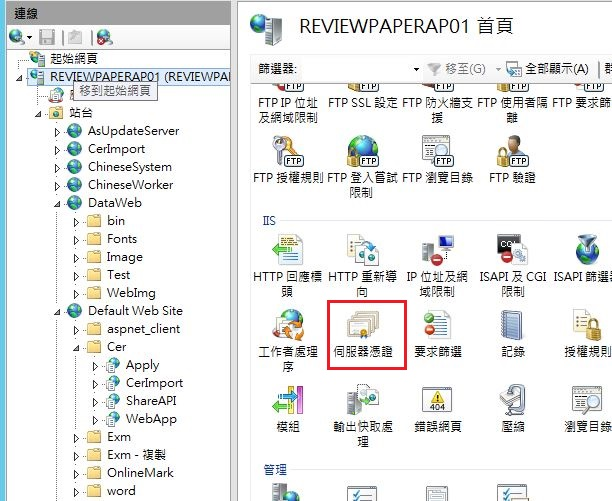 連線
起始網頁
REVIEWPAPERAP01 (REVIEWPA
移到起始網頁
站台
AsUpdateServer
CerImport
ChineseSystem
ChineseWorker
DataWeb
bin
Fonts
Image
Test
WebImg
Default Web Site
aspnet_client
Cer
Apply
CerImport
ShareAPI
WebApp
Exm
Exm - 複製
OnlineMark
word
REVIEWPAPERAP01 首頁
篩選器:
移至(G)
全部顯示(A)
FTP IP 位址
及網域限制
FTP SSL 設定
FTP 防火牆支
援
FTP 使用者隔
離
FTP 要求篩
FTP
FTP
FTP
FTP
FTP 授權規則
FTP 登入嘗試
限制
FTP 瀏覽目錄
FTP 驗證
IIS
HTTP 回應標
頭
HTTP 重新導
向
IP 位址及網
域限制
CGI
ISAPI 及 CGI
限制
ISAPI 篩選
工作者處理
序
伺服器憑證
要求篩選
記錄
授權規則
模組
輸出快取處
理
404
錯誤網頁
壓縮
瀏覽目錄
管理